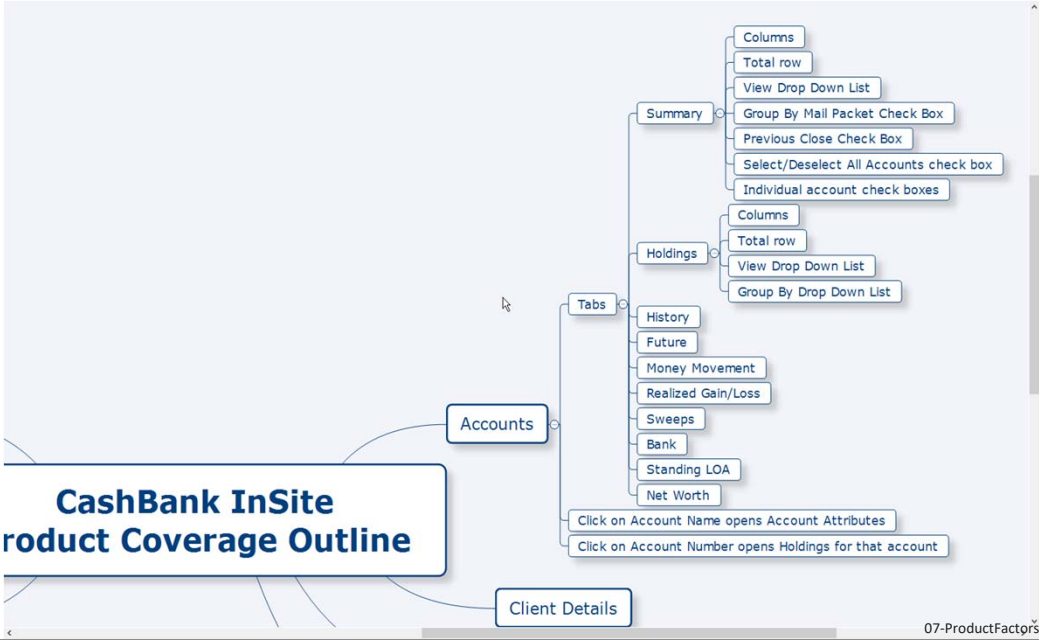 Columns
Total row
View Drop Down List
Summary
Group By Mail Packet Check Box
Previous Close Check Box
Select/Deselect All Accounts check box
Individual account check boxes
Columns
Total row
Holdings
View Drop Down List
Group By Drop Down List
Tabs
History
Future
Money Movement
Realized Gain/Loss
Accounts
Sweeps
Bank
Standing LOA
Net Worth
CashBank InSite
roduct Coverage Outline
Click on Account Name opens Account Attributes
Click on Account Number opens Holdings for that account
Client Details
07-ProductFactors